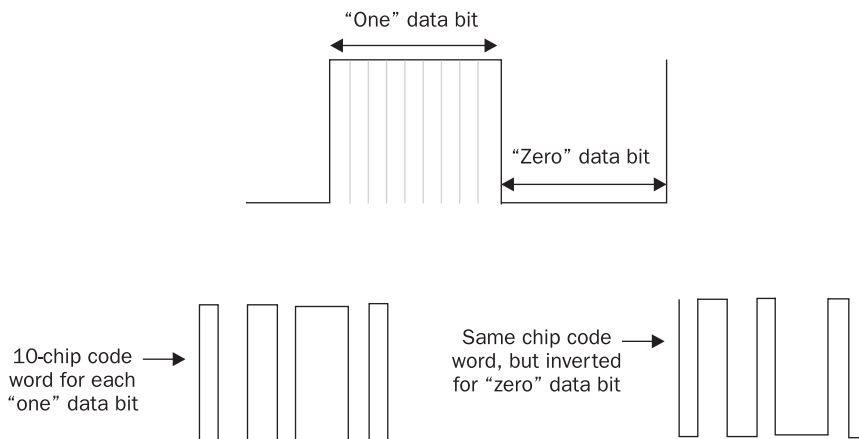 “One” data bit
“Zero” data bit
10-chip code
word for each
“one” data bit
Same chip code
word, but inverted
for “zero” data bit